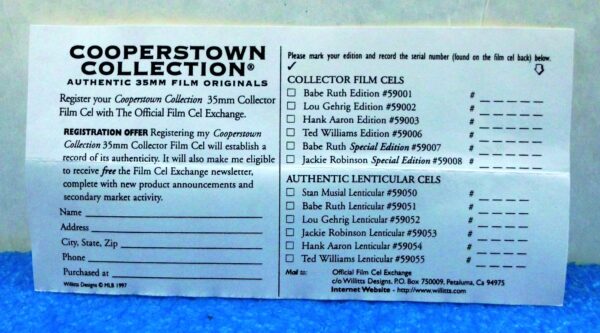 COOPERSTOWN
COLLECTION®
AUTHENTIC 35MM FILM ORIGINALS
Register your Cooperstown Collection 35mm Collector
Film Cel with The Official Film Cel Exchange.
REGISTRATION OFFER Registering my Cooperstown
Collection 35mm Collector Film Cel will establish a
record of its authenticity. It will also make me eligible
to receive free the Film Cel Exchange newsletter,
complete with new product announcements and
secondary market activity.
Name
Address
City, State, Zip
Phone
Purchased at
Willitts Designs © MLB 1997
Please mark your edition and record the serial number (found on the film cel back) below.
✓
COLLECTOR FILM CELS
☐ Babe Ruth Edition #59001 # _ _ _ _ _
☐ Lou Gehrig Edition #59002 # _ _ _ _ _
☐ Hank Aaron Edition #59003 # _ _ _ _ _
☐ Ted Williams Edition #59006 # _ _ _ _ _
☐ Babe Ruth Special Edition #59007 # _ _ _ _ _
☐ Jackie Robinson Special Edition #59008 # _ _ _ _ _
AUTHENTIC LENTICULAR CELS
☐ Stan Musial Lenticular #59050 # _ _ _ _ _
☐ Babe Ruth Lenticular #59051 # _ _ _ _ _
☐ Lou Gehrig Lenticular #59052 # _ _ _ _ _
☐ Jackie Robinson Lenticular #59053 # _ _ _ _ _
☐ Hank Aaron Lenticular #59054 # _ _ _ _ _
☐ Ted Williams Lenticular #59055 # _ _ _ _ _
Mail to: Official Film Cel Exchange
c/o Willitts Designs, P.O. Box 750009, Petaluma, Ca 94975
Internet Website - http://www.willitts.com